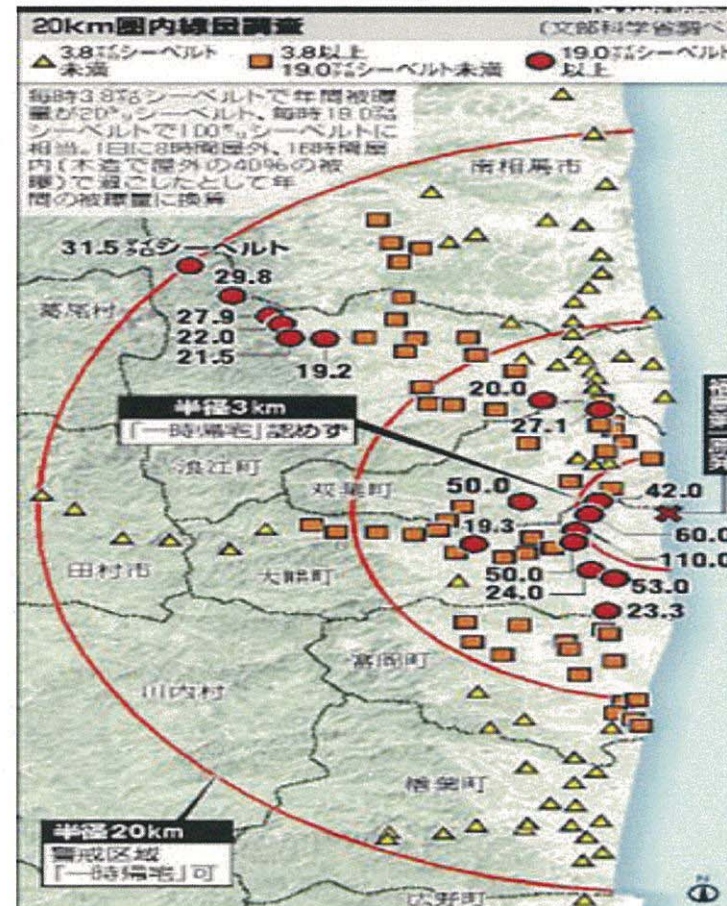 20km圏内線量調査
(文部科学省調べ
3.8マイクロシーベルト未満
3.8以上
19.0マイクロシーベルト未満
19.0マイクロシーベルト以上
毎時3.8マイクロシーベルトで年間被曝
量が20ミリシーベルト、毎時19.0マイクロ
シーベルトで100ミリシーベルトに
相当。1日に8時間屋外、16時間屋
内(木造で屋外の40%の被
曝)で過ごしたとして年
間の被曝量に換算
南相馬市
31.5マイクロシーベルト
29.8
葛尾村
27.9
22.0
21.5
19.2
20.0
27.1
半径3km
「一時帰宅」認めず
浪江町
双葉町
50.0
42.0
19.3
60.0
110.0
田村市
大熊町
50.0
24.0
53.0
23.3
富岡町
川内村
楢葉町
半径20km
警戒区域
「一時帰宅」可
広野町
N